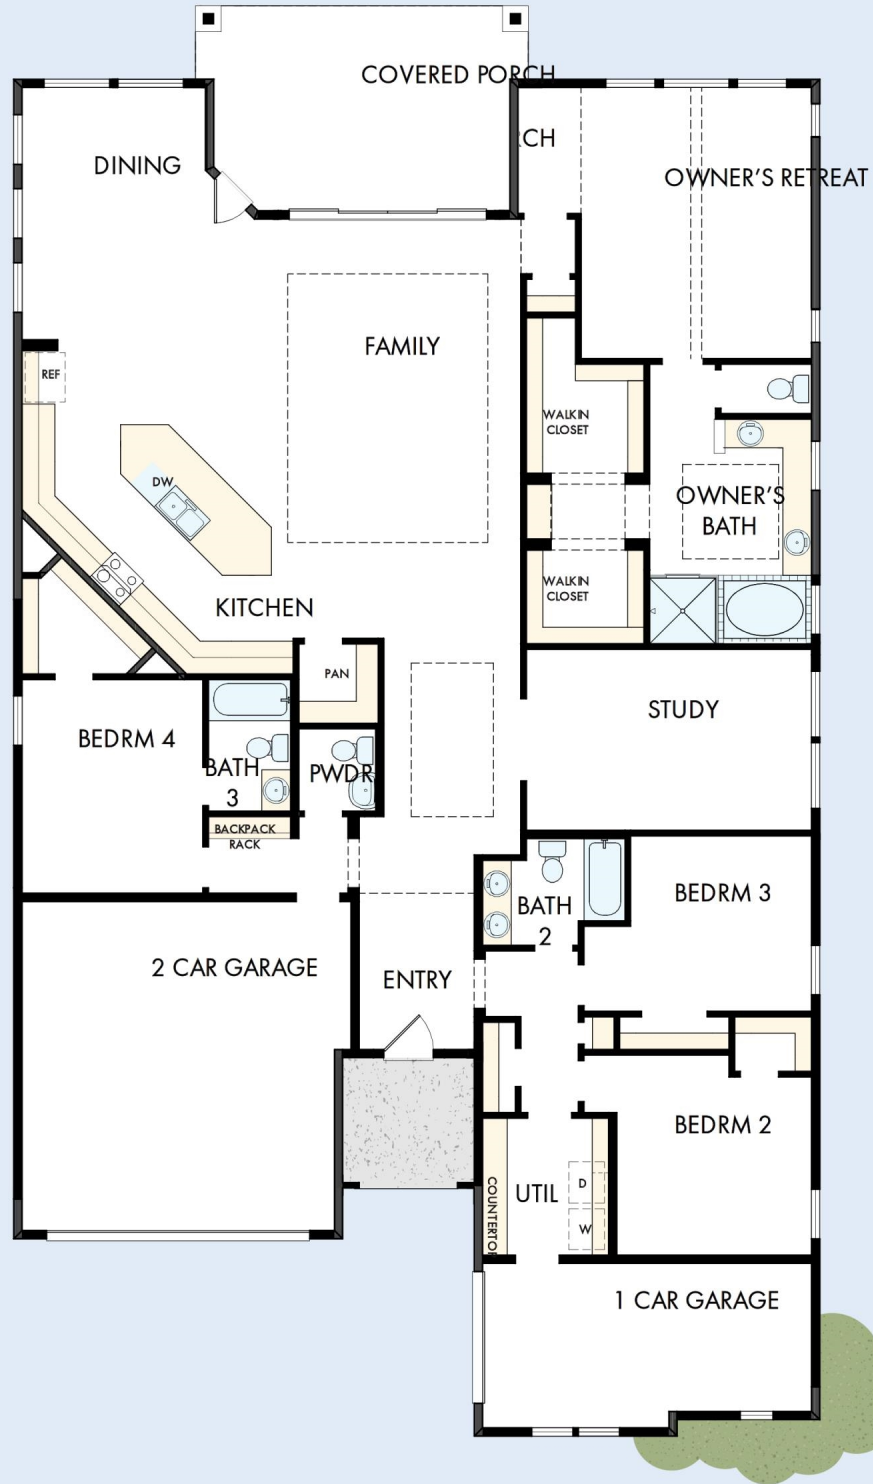 COVERED PORCH
RCH
DINING
OWNER'S RETREAT
FAMILY
REF
WALKIN
CLOSET
DW
OWNER'S
BATH
WALKIN
CLOSET
KITCHEN
PAN
STUDY
BEDRM 4
BATH
3
PWDR
BACKPACK
RACK
BEDRM 3
BATH
2
2 CAR GARAGE
ENTRY
BEDRM 2
UTIL
D
W
COUNTERTO
1 CAR GARAGE